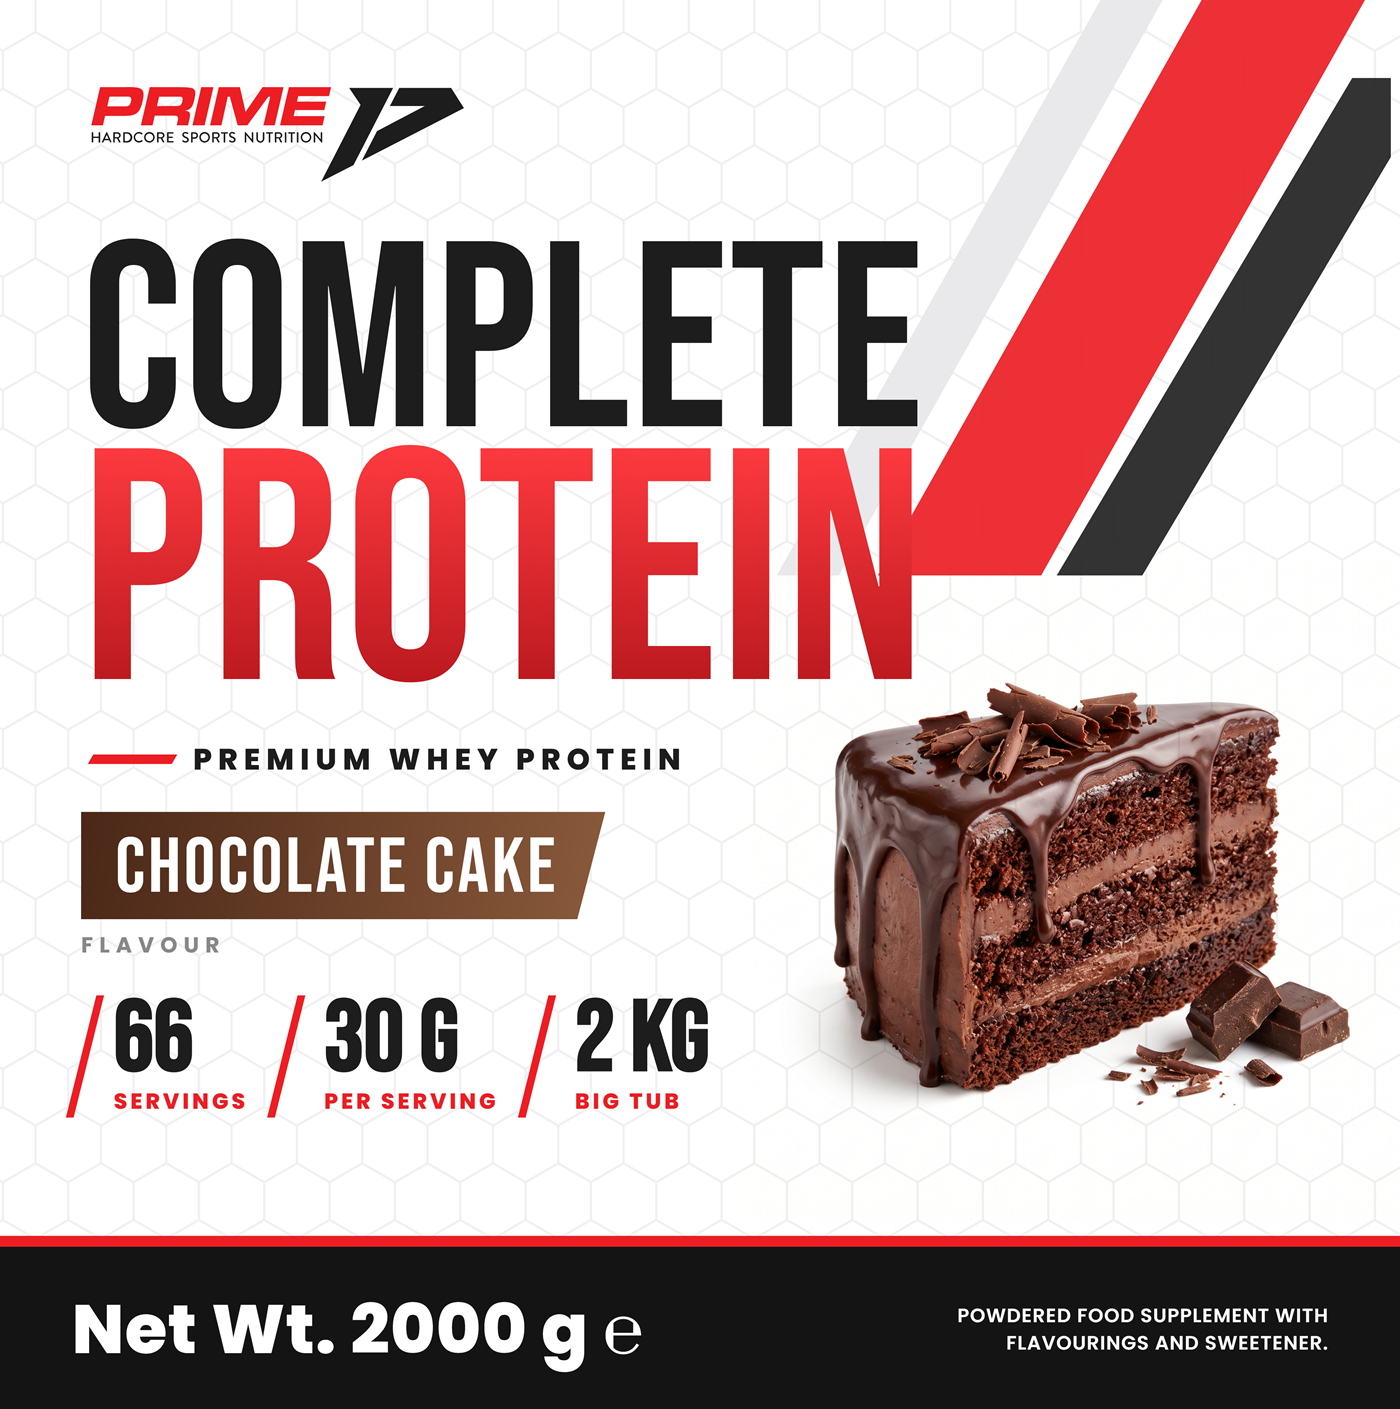 PRIME
HARDCORE SPORTS NUTRITION
COMPLETE
PROTEIN
PREMIUM WHEY PROTEIN
CHOCOLATE CAKE
FLAVOUR
66
SERVINGS
30 G
PER SERVING
2 KG
BIG TUB
Net Wt. 2000 g ℮
POWDERED FOOD SUPPLEMENT WITH
FLAVOURINGS AND SWEETENER.